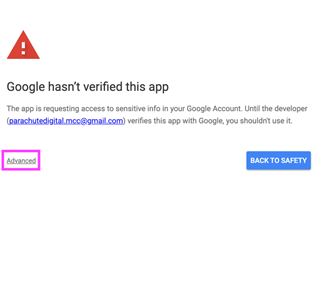 Google hasn't verified this app
The app is requesting access to sensitive info in your Google Account. Until the developer
(parachutedigital.mcc@gmail.com) verifies this app with Google, you shouldn't use it.
Advanced
BACK TO SAFETY